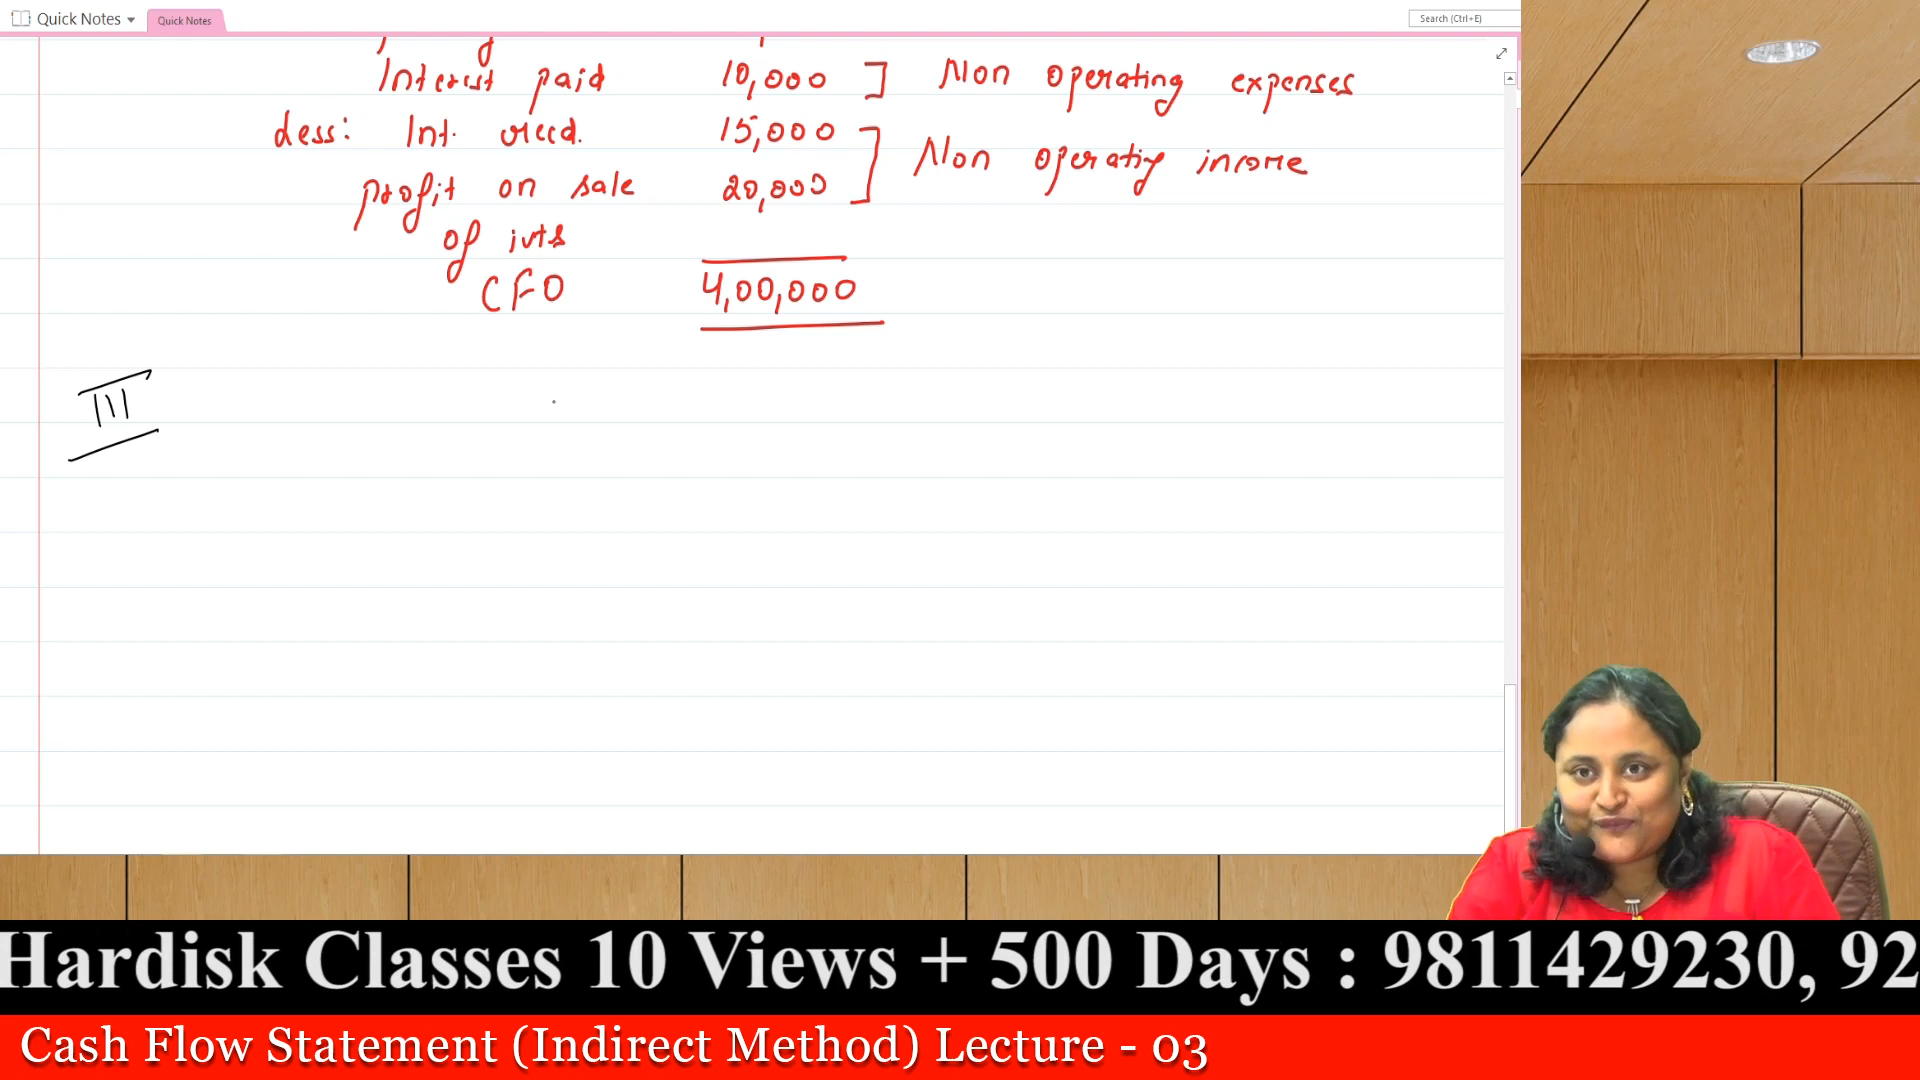 Quick Notes
Quick Notes
Search (Ctrl+E)
Interest paid 10,000 ] Non operating expenses
Less: Int. recd. 15,000 ] Non operating income
profit on sale 20,000
of ivts
CFO 4,00,000
III
Hardisk Classes 10 Views + 500 Days : 9811429230, 92
Cash Flow Statement (Indirect Method) Lecture - 03